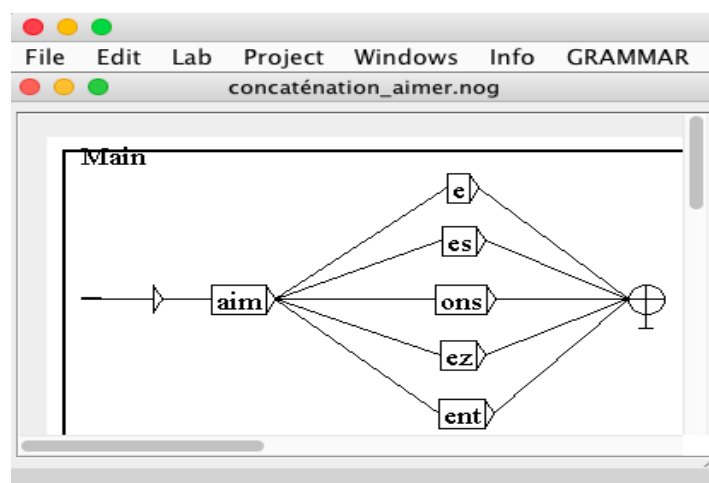 File Edit Lab Project Windows Info GRAMMAR
concaténation_aimer.nog
Main
e
es
aim ons
ez
ent